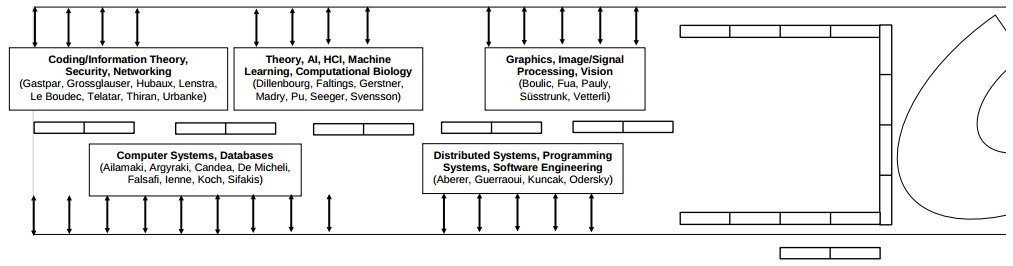 Coding/Information Theory,
Security, Networking
(Gastpar, Grossglauser, Hubaux, Lenstra,
Le Boudec, Telatar, Thiran, Urbanke)
Theory, AI, HCI, Machine
Learning, Computational Biology
(Dillenbourg, Faltings, Gerstner,
Madry, Pu, Seeger, Svensson)
Graphics, Image/Signal
Processing, Vision
(Boulic, Fua, Pauly,
Süsstrunk, Vetterli)
Computer Systems, Databases
(Ailamaki, Argyraki, Candea, De Micheli,
Falsafi, Ienne, Koch, Sifakis)
Distributed Systems, Programming
Systems, Software Engineering
(Aberer, Guerraoui, Kuncak, Odersky)